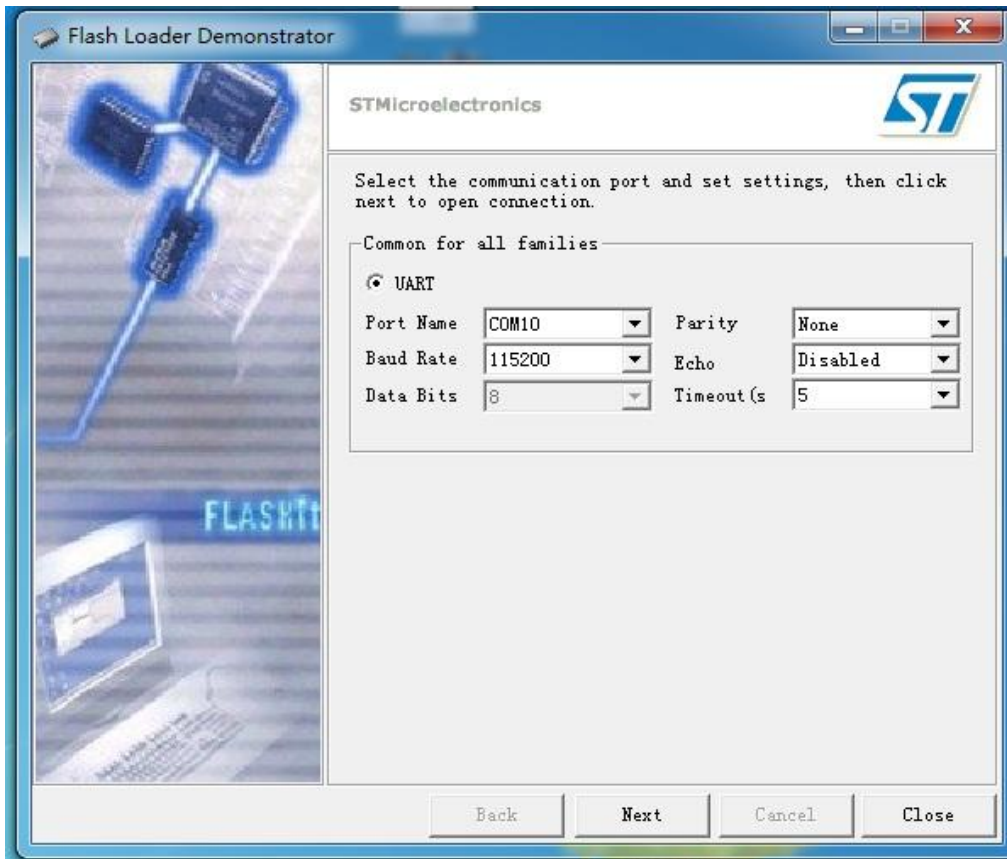 Flash Loader Demonstrator
STMicroelectronics
ST
Select the communication port and set settings, then click
next to open connection.
Common for all families
UART
Port Name COM10 Parity None
Baud Rate 115200 Echo Disabled
Data Bits 8 Timeout(s 5
FLASHIt
Back Next Cancel Close